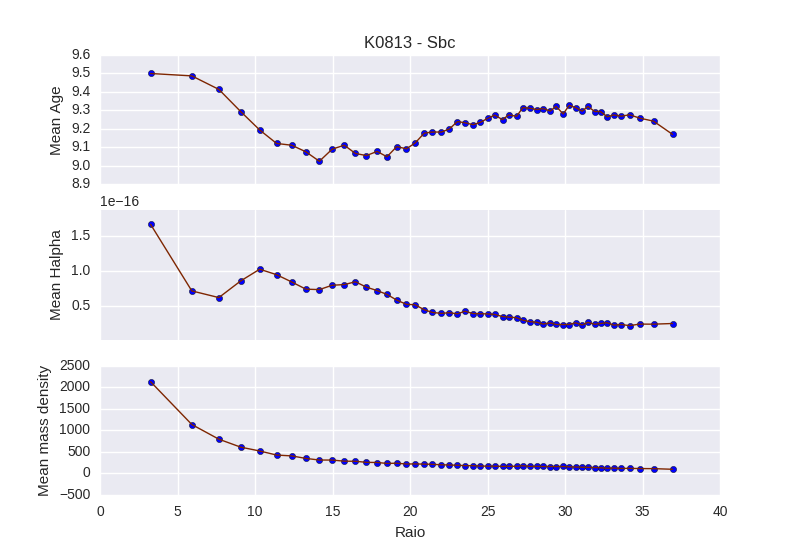 K0813 - Sbc
9.6
9.5
9.4
9.3
9.2
9.1
9.0
8.9
Mean Age
1e−16
1.5
1.0
0.5
Mean Halpha
2500
2000
1500
1000
500
0
−500
Mean mass density
0 5 10 15 20 25 30 35 40
Raio